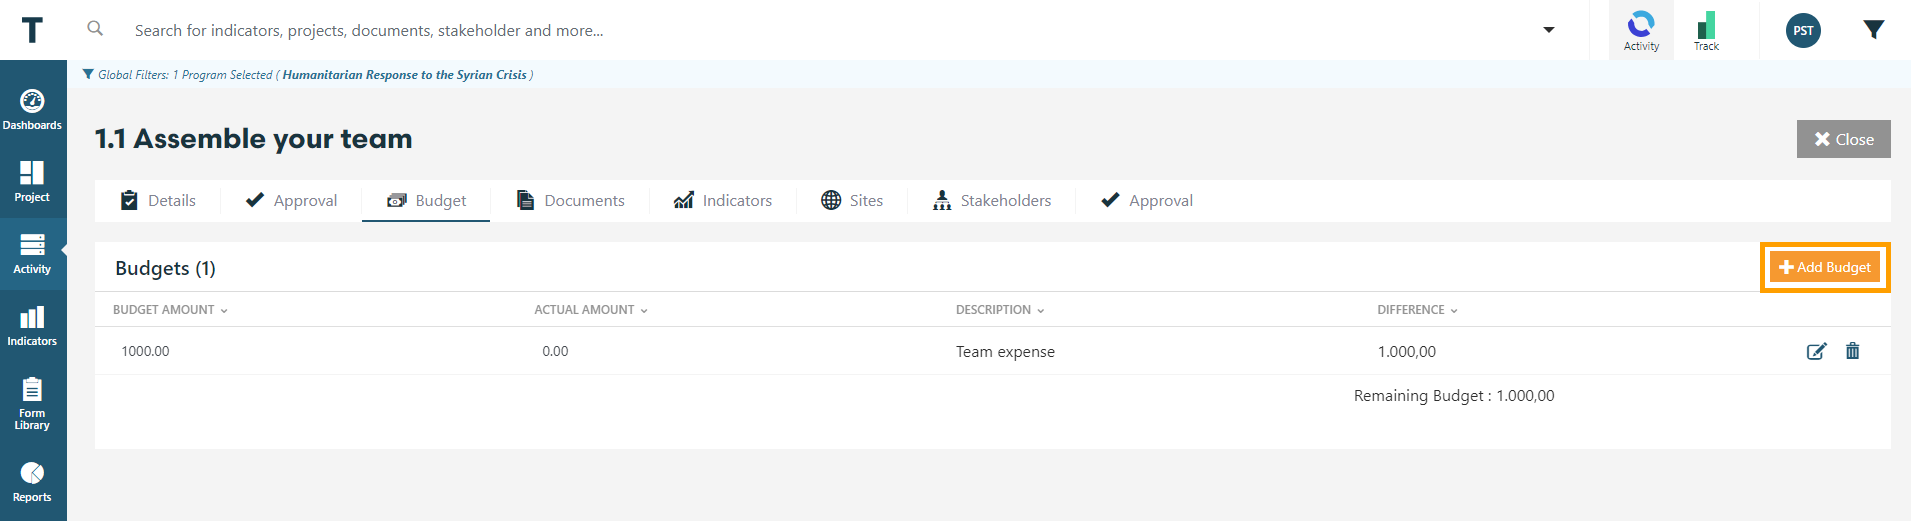 T
Search for indicators, projects, documents, stakeholder and more...
Activity
Track
PST
Global Filters: 1 Program Selected ( Humanitarian Response to the Syrian Crisis )
Dashboards
Project
Activity
Indicators
Form
Library
Reports
1.1 Assemble your team
Close
Details Approval Budget Documents Indicators Sites Stakeholders Approval
Budgets (1)
Add Budget
BUDGET AMOUNT ACTUAL AMOUNT DESCRIPTION DIFFERENCE
1000.00 0.00 Team expense 1.000,00
Remaining Budget : 1.000,00